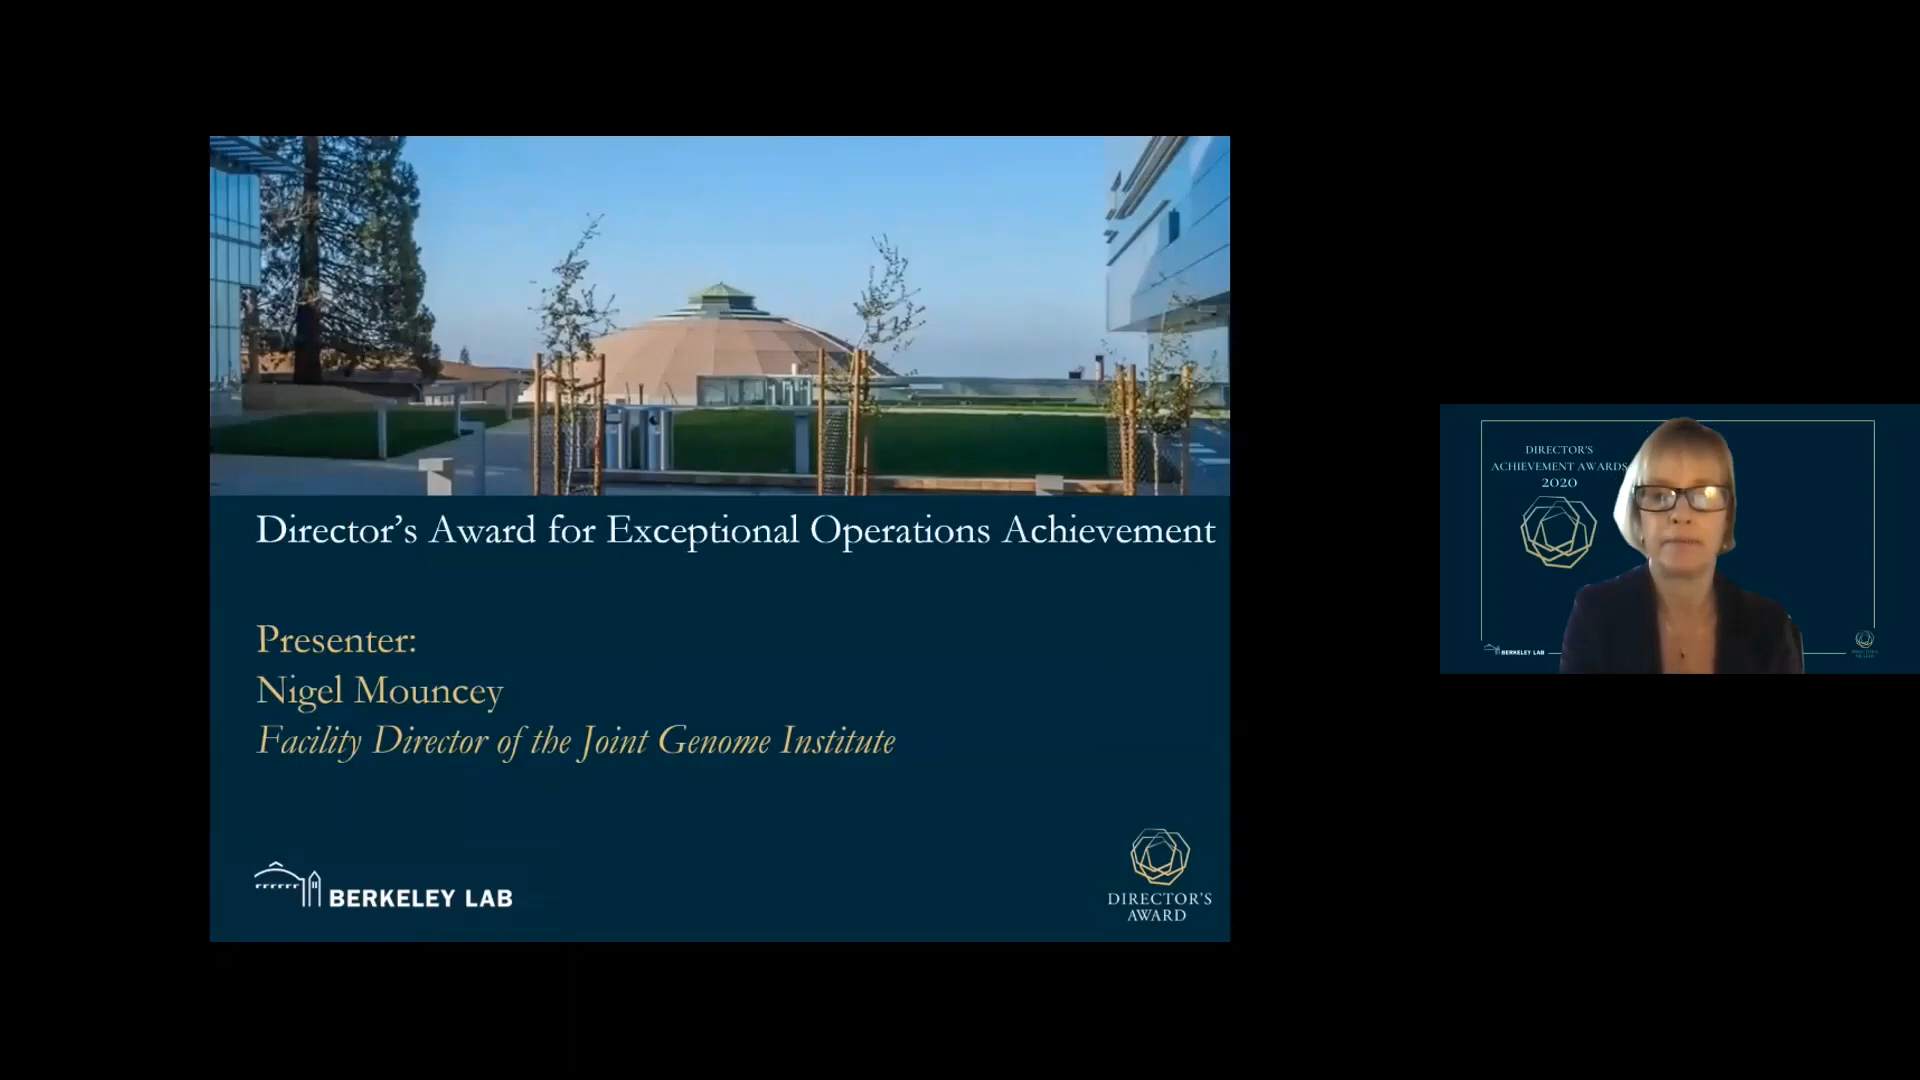 Director’s Award for Exceptional Operations Achievement
Presenter:
Nigel Mouncey
Facility Director of the Joint Genome Institute
BERKELEY LAB
DIRECTOR'S
AWARD
DIRECTOR'S
ACHIEVEMENT AWARDS
2020
BERKELEY LAB